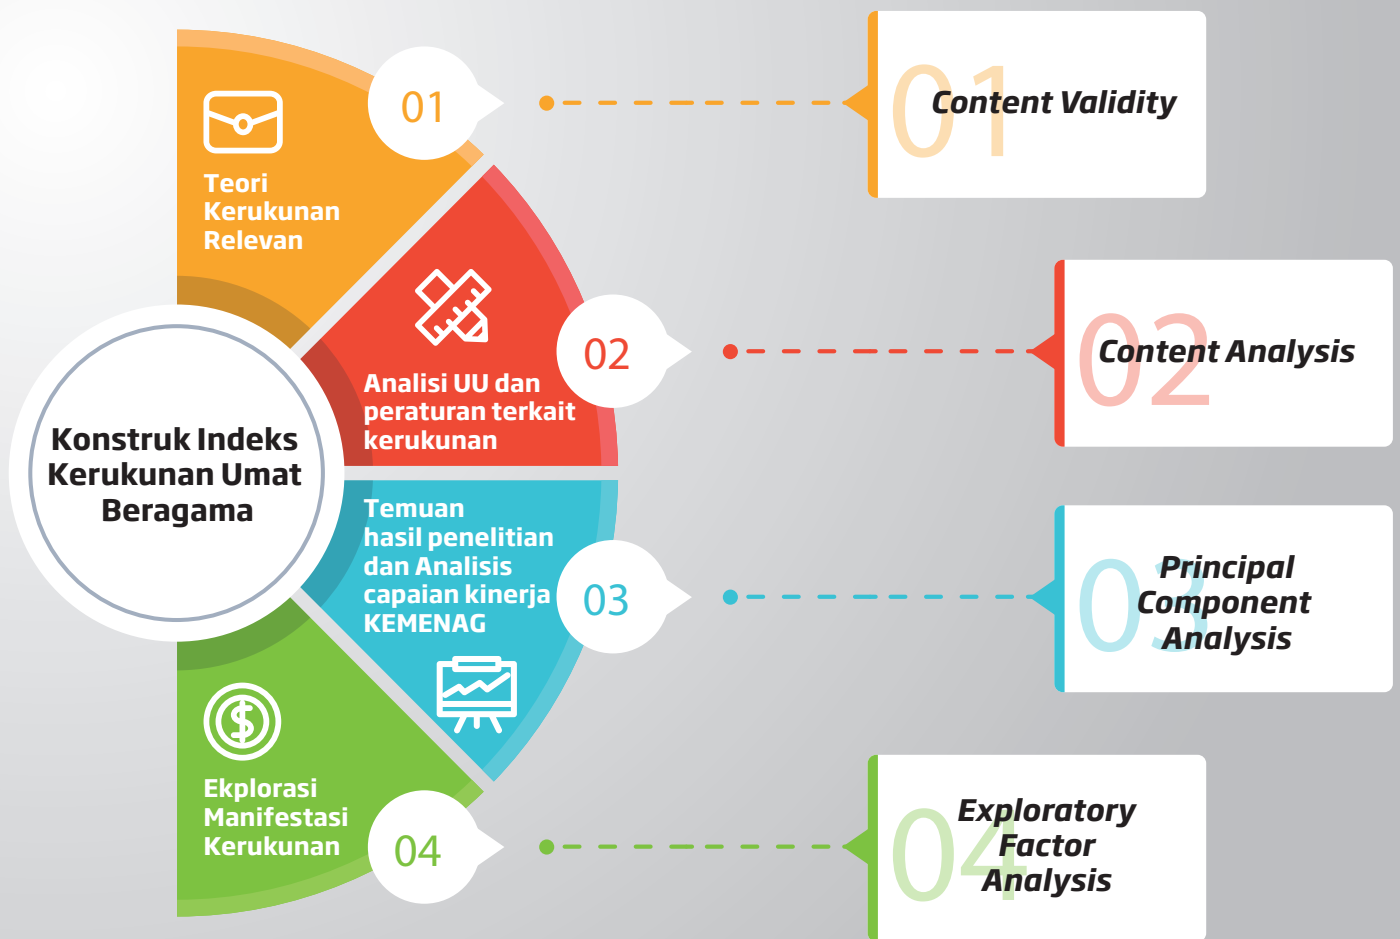 Konstruk Indeks
Kerukunan Umat
Beragama
Teori
Kerukunan
Relevan
01
01
Content Validity
Analisi UU dan
peraturan terkait
kerukunan
02
02
Content Analysis
Temuan
hasil penelitian
dan Analisis
capaian kinerja
KEMENAG
03
03
Principal
Component
Analysis
Ekplorasi
Manifestasi
Kerukunan
04
04
Exploratory
Factor
Analysis